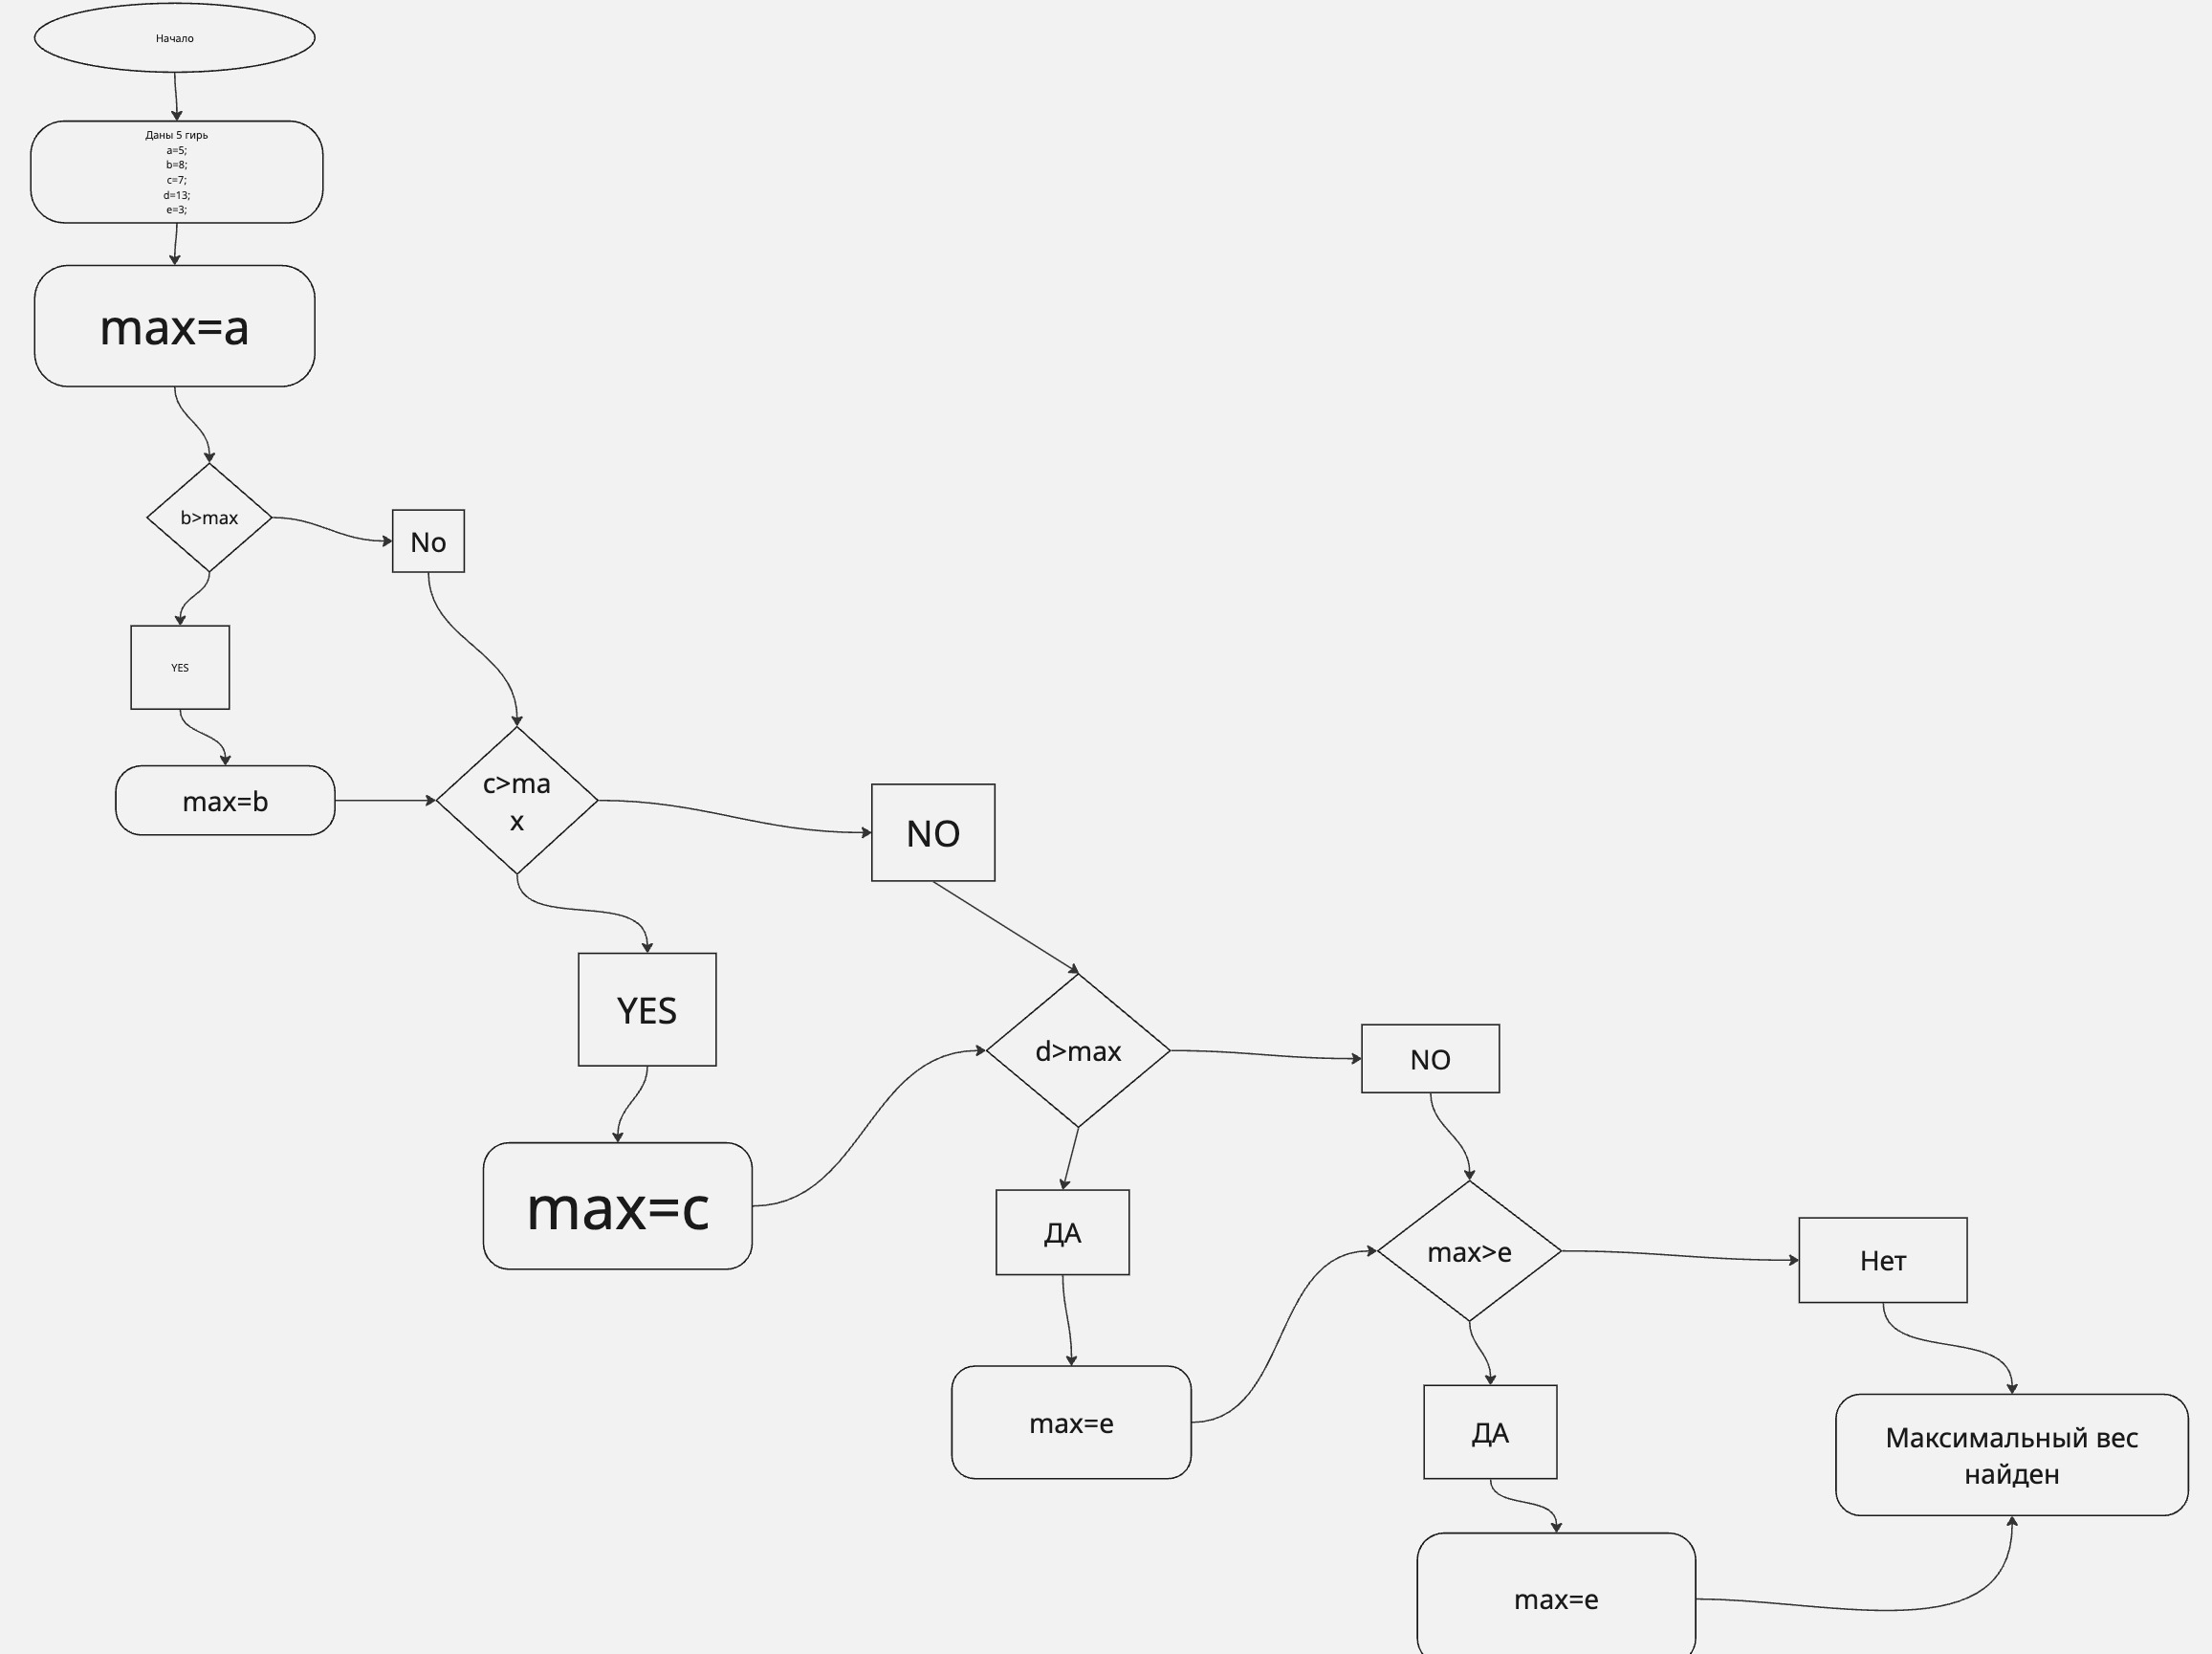 Начало
Даны 5 гирь
a=5;
b=8;
c=7;
d=13;
e=3;
max=a
b>max
No
YES
max=b
c>ma
x
NO
YES
max=c
d>max
NO
ДА
max=e
max>e
Нет
ДА
max=e
Максимальный вес
найден